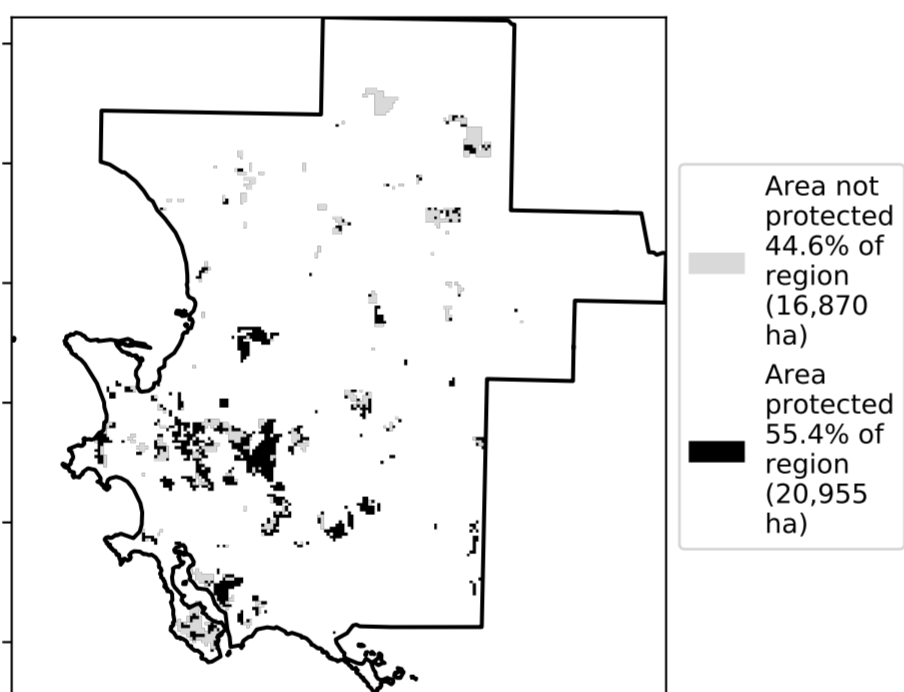 Area not
protected
44.6% of
region
(16,870
ha)
Area
protected
55.4% of
region
(20,955
ha)